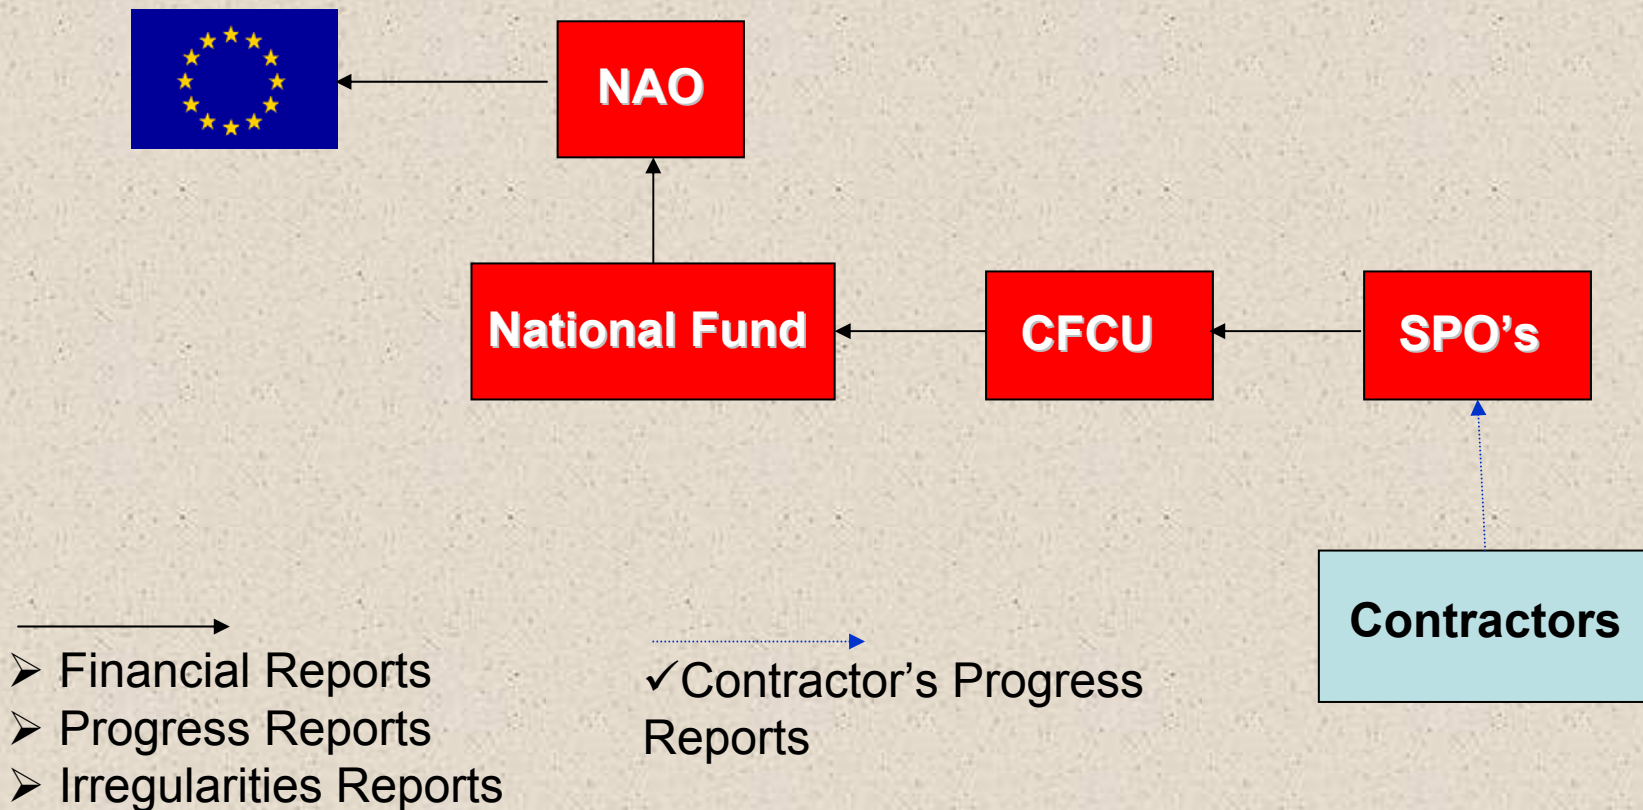 NAO
National Fund
CFCU
SPO’s
Contractors
➢ Financial Reports
➢ Progress Reports
➢ Irregularities Reports
✓Contractor’s Progress
Reports